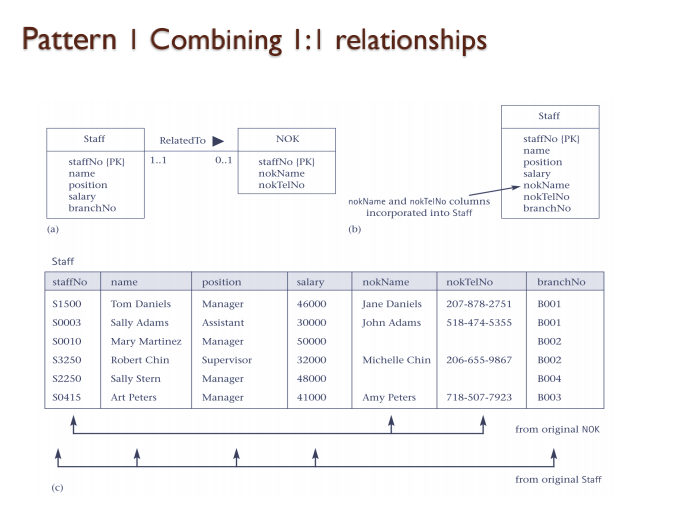 Pattern 1 Combining 1:1 relationships
Staff
RelatedTo
NOK
1..1
0..1
staffNo {PK}
name
position
salary
branchNo
staffNo {PK}
nokName
nokTelNo
(a)
Staff
staffNo {PK}
name
position
salary
nokName
nokTelNo
branchNo
nokName and nokTelNo columns
incorporated into Staff
(b)
Staff
staffNo name position salary nokName nokTelNo branchNo
S1500 Tom Daniels Manager 46000 Jane Daniels 207-878-2751 B001
S0003 Sally Adams Assistant 30000 John Adams 518-474-5355 B001
S0010 Mary Martinez Manager 50000 B002
S3250 Robert Chin Supervisor 32000 Michelle Chin 206-655-9867 B002
S2250 Sally Stern Manager 48000 B004
S0415 Art Peters Manager 41000 Amy Peters 718-507-7923 B003
from original NOK
from original Staff
(c)